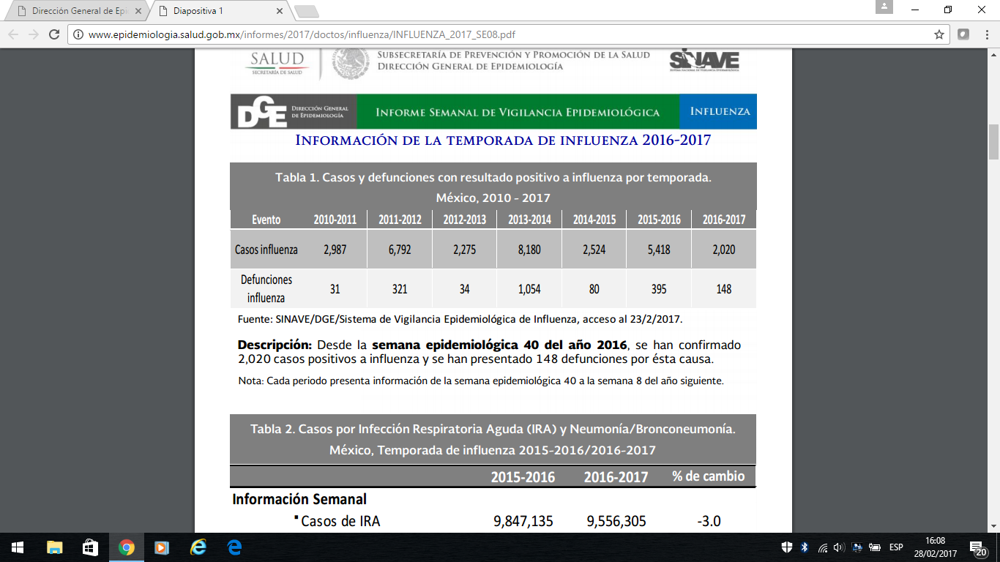 Dirección General de Epi
Diapositiva 1
www.epidemiologia.salud.gob.mx/informes/2017/doctos/influenza/INFLUENZA_2017_SE08.pdf
SALUD
SECRETARÍA DE SALUD
SUBSECRETARÍA DE PREVENCIÓN Y PROMOCIÓN DE LA SALUD
DIRECCIÓN GENERAL DE EPIDEMIOLOGÍA
SINAVE
SISTEMA NACIONAL DE VIGILANCIA EPIDEMIOLÓGICA
DGE
DIRECCIÓN GENERAL
DE EPIDEMIOLOGÍA
INFORME SEMANAL DE VIGILANCIA EPIDEMIOLÓGICA
INFLUENZA
INFORMACIÓN DE LA TEMPORADA DE INFLUENZA 2016-2017
Tabla 1. Casos y defunciones con resultado positivo a influenza por temporada.
México, 2010 - 2017
Evento 2010-2011 2011-2012 2012-2013 2013-2014 2014-2015 2015-2016 2016-2017
Casos influenza 2,987 6,792 2,275 8,180 2,524 5,418 2,020
Defunciones
influenza 31 321 34 1,054 80 395 148
Fuente: SINAVE/DGE/Sistema de Vigilancia Epidemiológica de Influenza, acceso al 23/2/2017.
Descripción: Desde la semana epidemiológica 40 del año 2016, se han confirmado
2,020 casos positivos a influenza y se han presentado 148 defunciones por ésta causa.
Nota: Cada periodo presenta información de la semana epidemiológica 40 a la semana 8 del año siguiente.
Tabla 2. Casos por Infección Respiratoria Aguda (IRA) y Neumonía/Bronconeumonía.
México, Temporada de influenza 2015-2016/2016-2017
2015-2016 2016-2017 % de cambio
Información Semanal
Casos de IRA 9,847,135 9,556,305 -3.0
ESP
16:08
28/02/2017
20